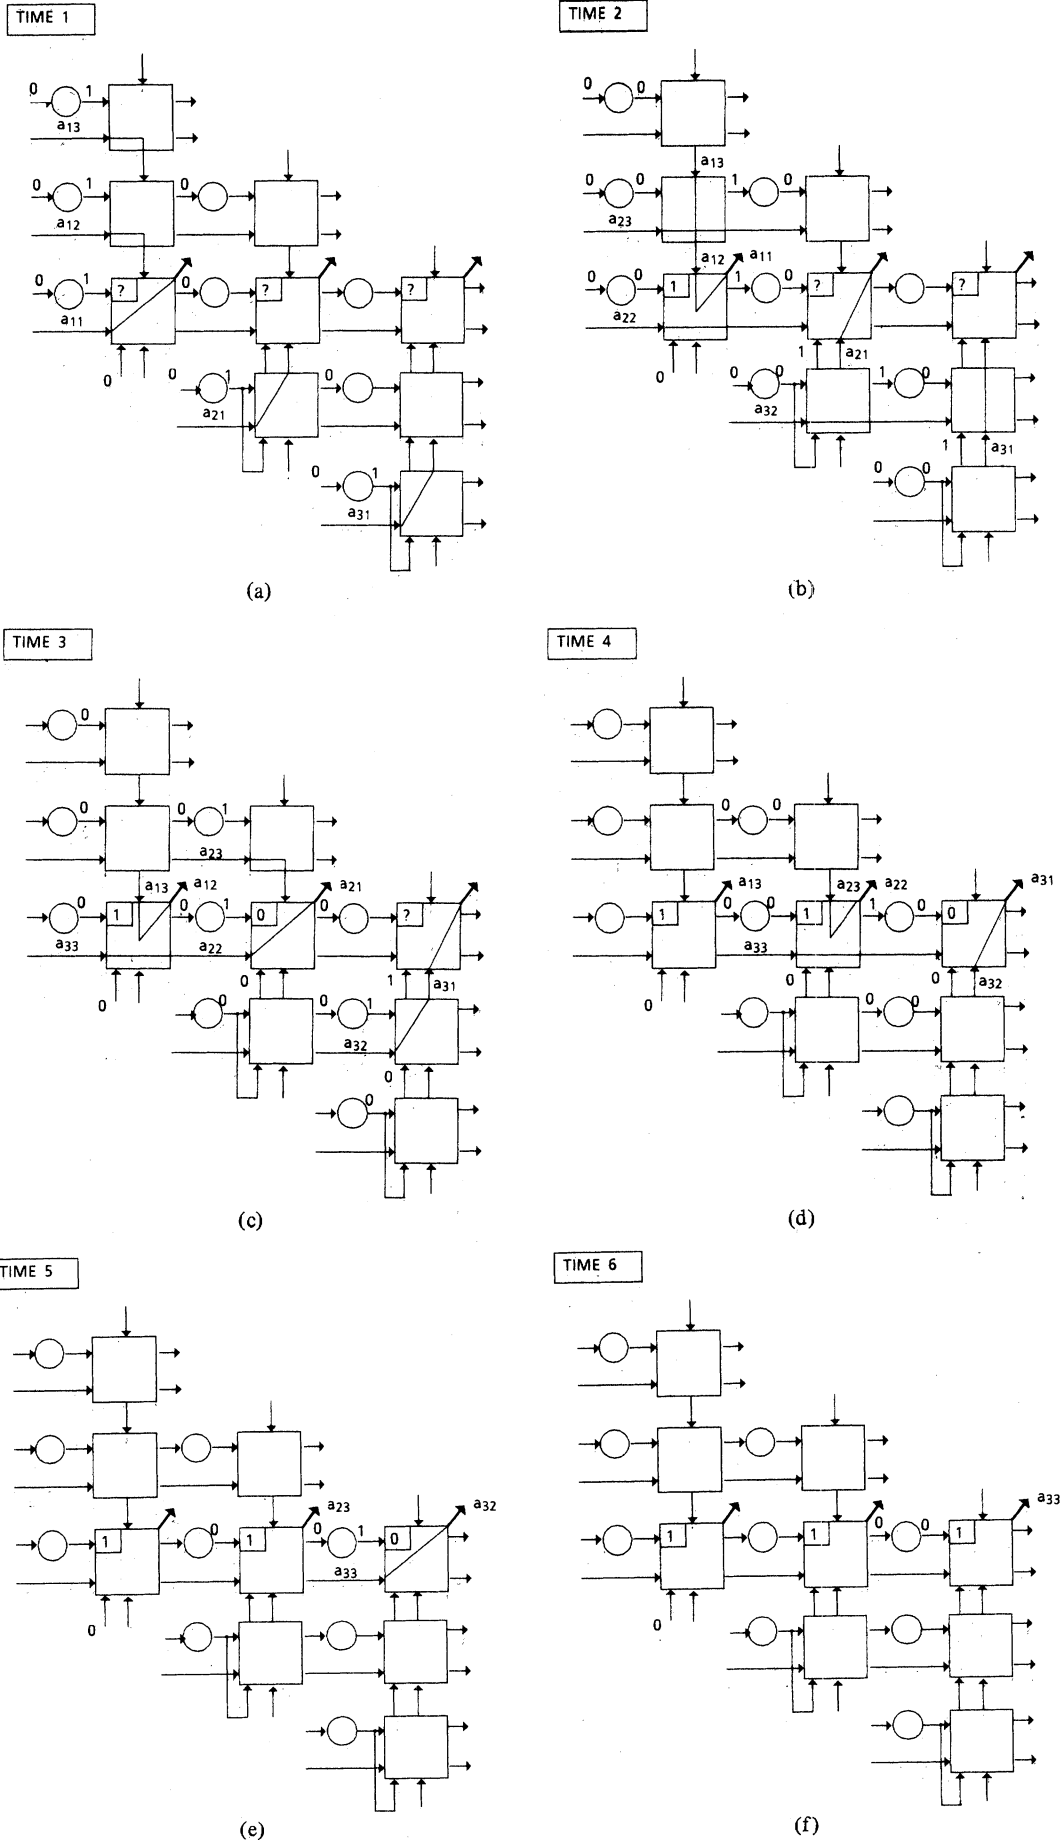 TIME 1
0 1
a13
0 1 0
a12
0 1 ? 0 ? ?
a11
0 0 1 0
a21
0 1
a31
(a)
TIME 2
0 0
a13
0 0 1 0
a23
a12 a11
0 0 1 1 0 ? ?
a22
1 a21
0 0 0 1 0
a32
1 a31
0 0
(b)
TIME 3
0
0 0 1
a23
a13 a12 a21
0 1 0 1 0 0 ?
a33 a22
0 1 a31
0 0 0 1
a32
0
0
(c)
TIME 4
0 0
a13 a23 a22 a31
1 0 0 1 1 0 0
a33
0 a32
0 0 0
(d)
TIME 5
a23 a32
1 0 1 0 1 0
a33
0
(e)
TIME 6
a33
1 1 0 0 1
0
(f)